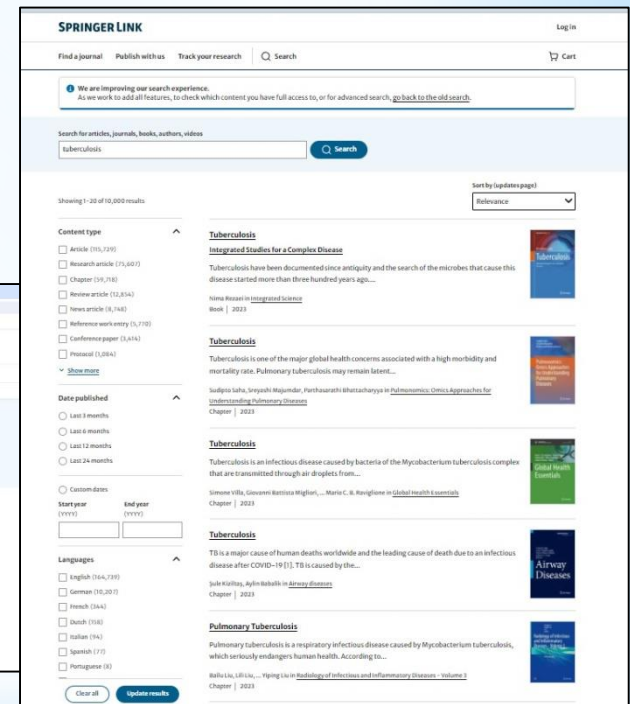 SPRINGER LINK
Log in
Find a journal Publish with us Track your research Search
Cart
We are improving our search experience.
As we work to add all features, to check which content you have full access to, or for advanced search, go back to the old search.
Search for articles, journals, books, authors, videos
tuberculosis
Search
Showing 1-20 of 10,000 results
Sort by (updates page)
Relevance
Content type
Article (115,729)
Research article (75,607)
Chapter (59,718)
Review article (12,854)
News article (8,148)
Reference work entry (5,770)
Conference paper (3,414)
Protocol (1,064)
Show more
Date published
Last 3 months
Last 6 months
Last 12 months
Last 24 months
Custom dates
Start year End year
(YYYY) (YYYY)
Languages
English (164,739)
German (10,207)
French (344)
Dutch (158)
Italian (94)
Spanish (77)
Portuguese (8)
Clear all Update results
Tuberculosis
Integrated Studies for a Complex Disease
Tuberculosis have been documented since antiquity and the search of the microbes that cause this
disease started more than three hundred years ago....
Nima Rezaei in Integrated Science
Book | 2023
Tuberculosis
Tuberculosis
Tuberculosis is one of the major global health concerns associated with a high morbidity and
mortality rate. Pulmonary tuberculosis may remain latent...
Sudipto Saha, Sreyashi Majumdar, Parthasarathi Bhattacharyya in Pulmonomics: Omics Approaches for
Understanding Pulmonary Diseases
Chapter | 2023
Tuberculosis
Tuberculosis is an infectious disease caused by bacteria of the Mycobacterium tuberculosis complex
that are transmitted through air droplets from...
Simone Villa, Giovanni Battista Migliori, ... Mario C. B. Raviglione in Global Health Essentials
Chapter | 2023
Global Health
Essentials
Tuberculosis
TB is a major cause of human deaths worldwide and the leading cause of death due to an infectious
disease after COVID-19 [1]. TB is caused by the...
Şule Kızıltaş, Aylin Babalık in Airway diseases
Chapter | 2023
Airway
Diseases
Pulmonary Tuberculosis
Pulmonary tuberculosis is a respiratory infectious disease caused by Mycobacterium tuberculosis,
which seriously endangers human health. According to...
Bailu Liu, Lili Liu, ... Yiping Liu in Radiology of Infectious and Inflammatory Diseases - Volume 3
Chapter | 2023